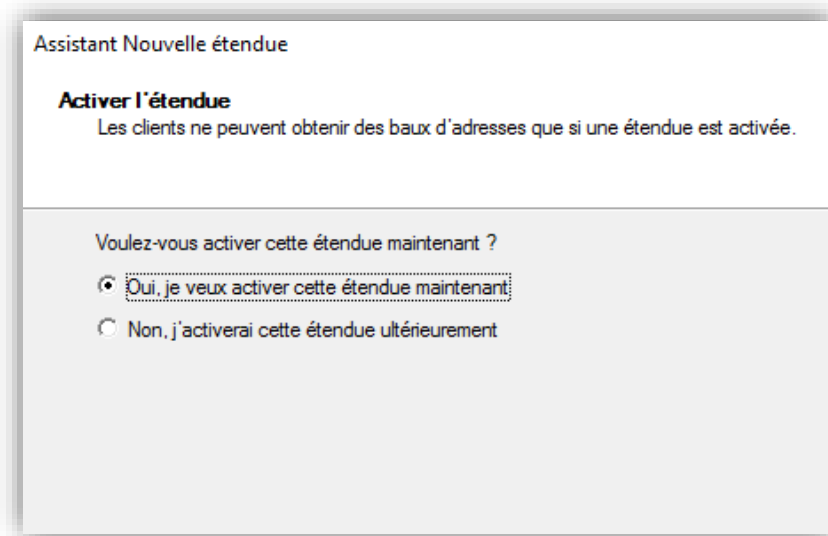 Assistant Nouvelle étendue
Activer l'étendue
Les clients ne peuvent obtenir des baux d'adresses que si une étendue est activée.
Voulez-vous activer cette étendue maintenant ?
Oui, je veux activer cette étendue maintenant
Non, j'activerai cette étendue ultérieurement